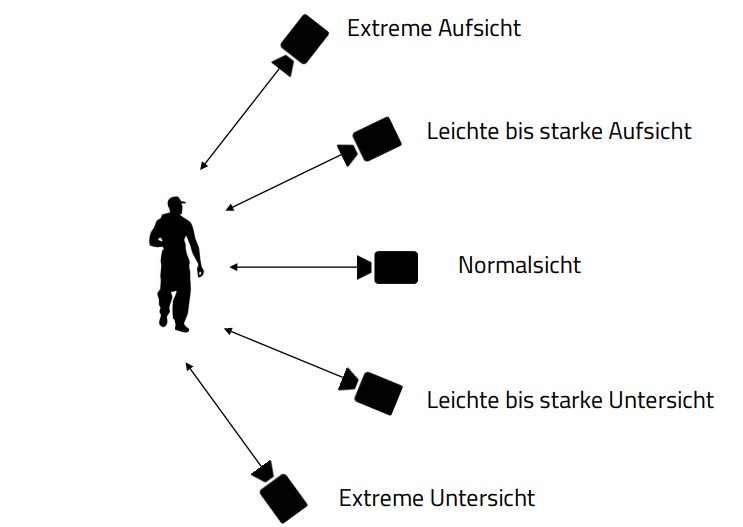 Extreme Aufsicht
Leichte bis starke Aufsicht
Normalsicht
Leichte bis starke Untersicht
Extreme Untersicht